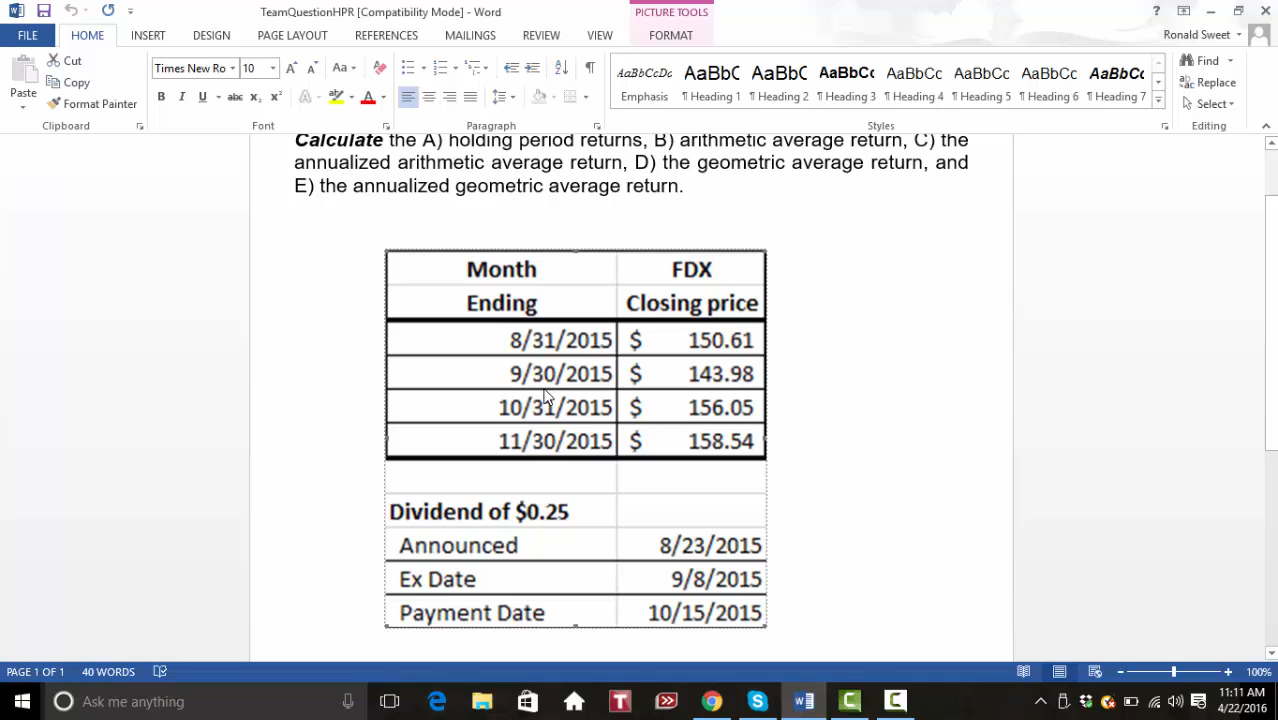 TeamQuestionHPR [Compatibility Mode] - Word
PICTURE TOOLS
?
FILE
HOME
INSERT
DESIGN
PAGE LAYOUT
REFERENCES
MAILINGS
REVIEW
VIEW
FORMAT
Ronald Sweet
Paste
Cut
Copy
Format Painter
Clipboard
Times New Ro
10
Aa
B I U abc x₂ x²
A A
Font
Paragraph
AaBbCcDc AaBbC AaBbC AaBbCc AaBbCc AaBbCc AaBbCc AaBbCc
Emphasis ¶ Heading 1 ¶ Heading 2 ¶ Heading 3 ¶ Heading 4 ¶ Heading 5 ¶ Heading 6 ¶ Heading 7
Styles
Find
Replace
Select
Editing
Calculate the A) holding period returns, B) arithmetic average return, C) the
annualized arithmetic average return, D) the geometric average return, and
E) the annualized geometric average return.
Month FDX
Ending Closing price
8/31/2015 $ 150.61
9/30/2015 $ 143.98
10/31/2015 $ 156.05
11/30/2015 $ 158.54
Dividend of $0.25
Announced 8/23/2015
Ex Date 9/8/2015
Payment Date 10/15/2015
PAGE 1 OF 1 40 WORDS
100%
Ask me anything
11:11 AM
4/22/2016